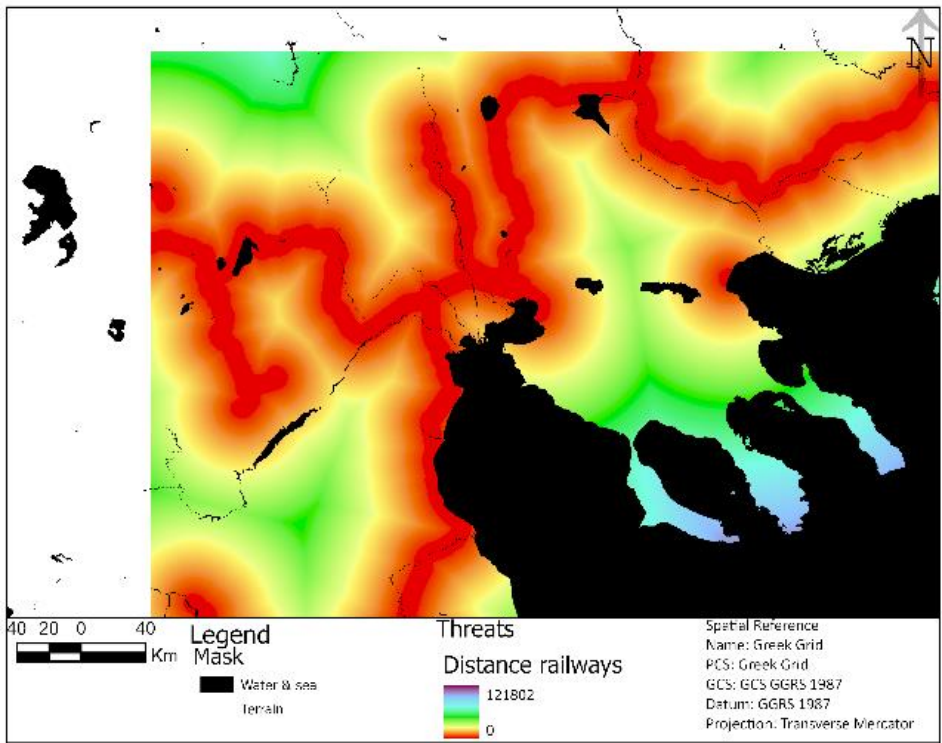 N
40 20 0 40
Km
Legend
Mask
Water & sea
Terrain
Threats
Distance railways
121802
0
Spatial Reference
Name: Greek Grid
PCS: Greek Grid
GCS: GCS GGRS 1987
Datum: GGRS 1987
Projection: Transverse Mercator